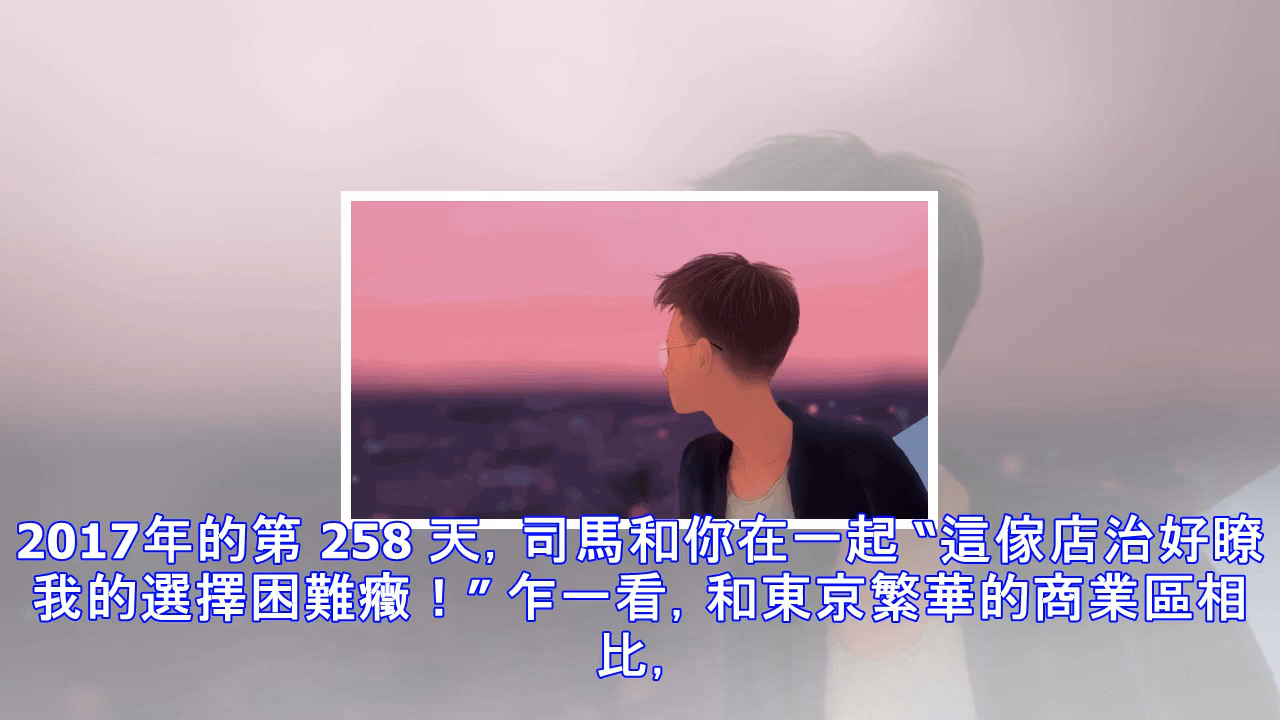 2017年的第 258 天, 司馬和你在一起 “這傢店治好瞭
我的選擇困難癥！” 乍一看, 和東京繁華的商業區相
比,